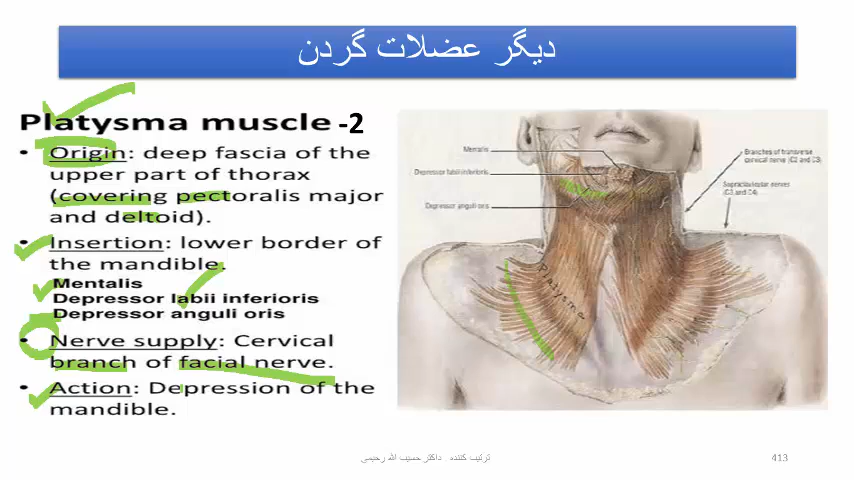 دیگر عضلات گردن
Platysma muscle -2
• Origin: deep fascia of the
upper part of thorax
(covering pectoralis major
and deltoid).
• Insertion: lower border of
the mandible.
Mentalis
Depressor labii inferioris
Depressor anguli oris
• Nerve supply: Cervical
branch of facial nerve.
• Action: Depression of the
mandible.
Mentalis
Depressor labii inferioris
Depressor anguli oris
Platysma
Branches of transverse
cervical nerve (C2 and C3)
Supraclavicular nerves
(C3 and C4)
ترتیب کننده داکتر حسیب الله رحیمی
413